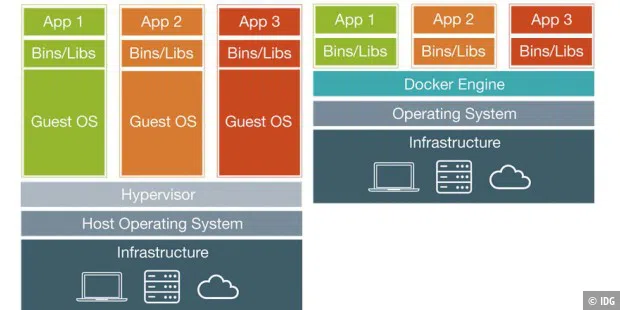 App 1
App 2
App 3
Bins/Libs
Bins/Libs
Bins/Libs
Guest OS
Guest OS
Guest OS
Hypervisor
Host Operating System
Infrastructure
App 1
App 2
App 3
Bins/Libs
Bins/Libs
Bins/Libs
Docker Engine
Operating System
Infrastructure
© IDG